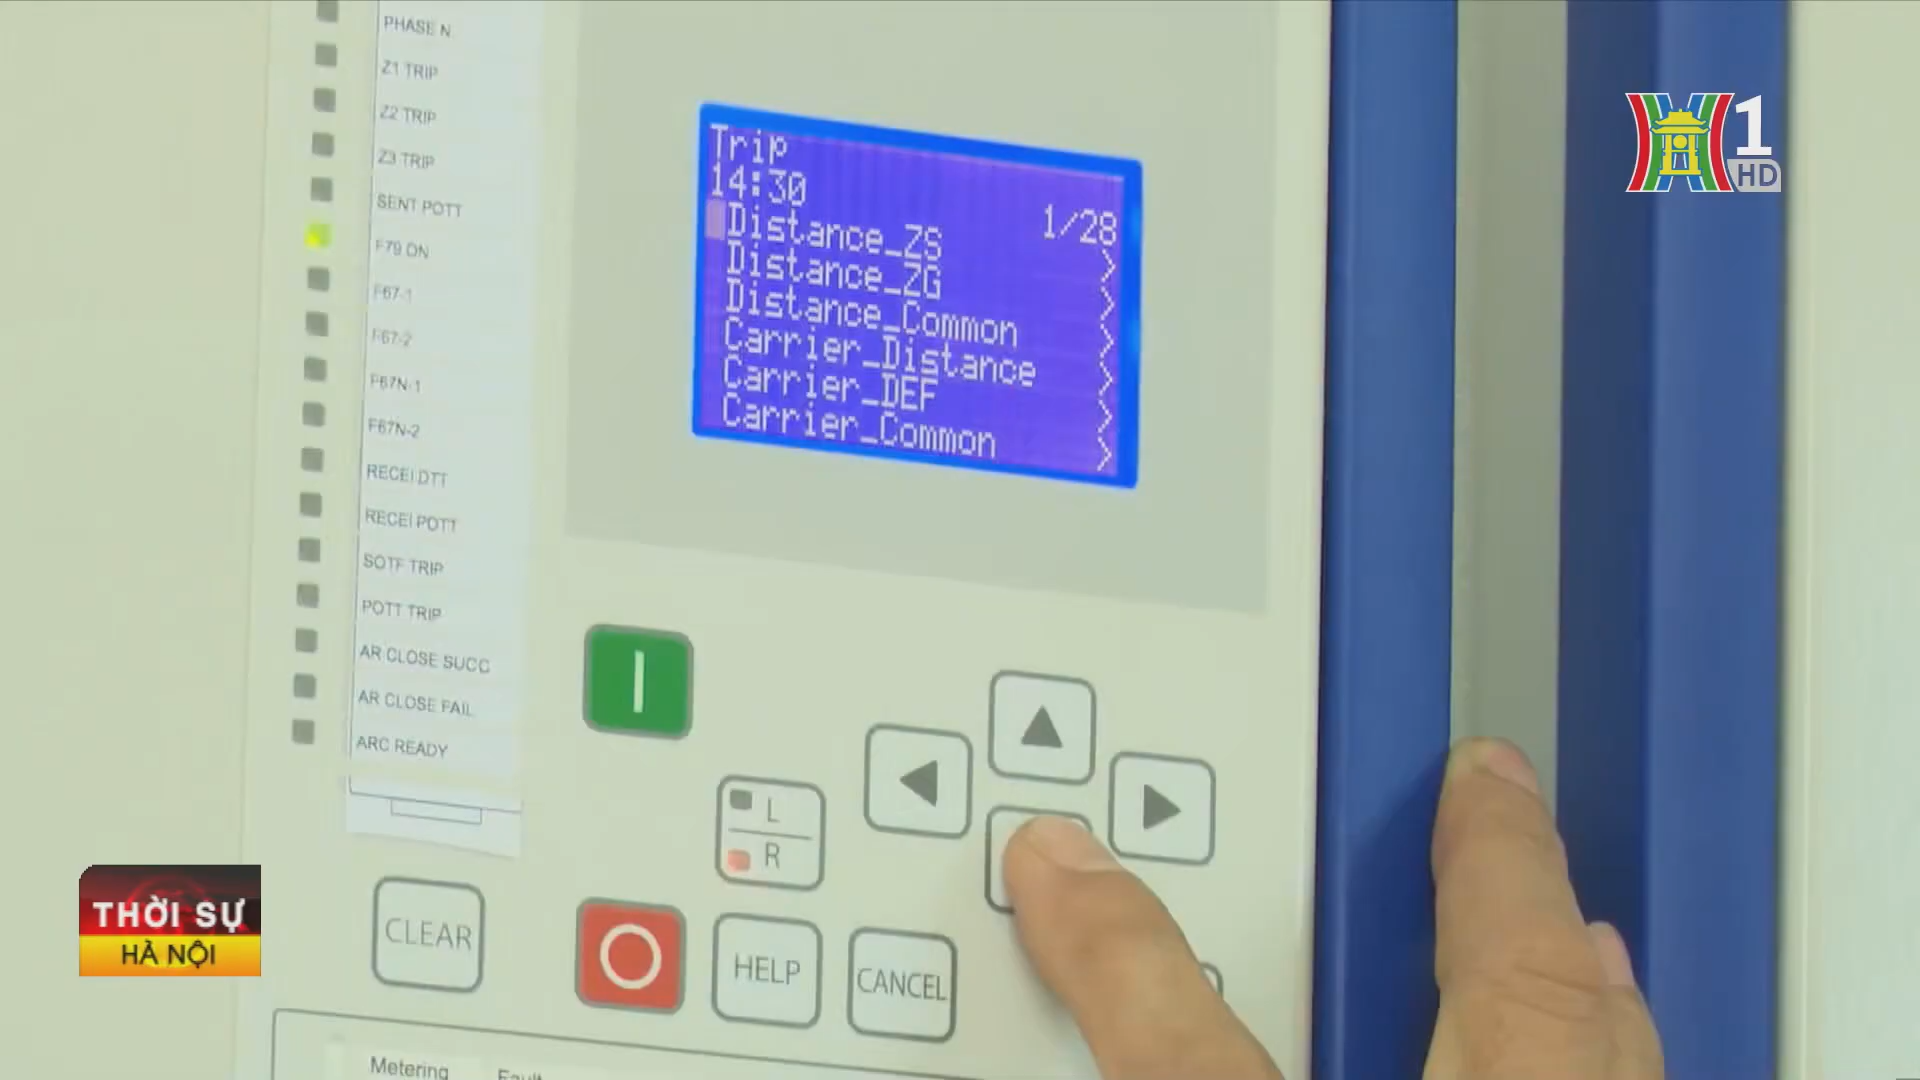 PHASE N
Z1 TRIP
Z2 TRIP
Z3 TRIP
SENT POTT
F79 ON
F67-1
F67-2
F67N-1
F67N-2
RECEI DTT
RECEI POTT
SOTF TRIP
POTT TRIP
AR CLOSE SUCC
AR CLOSE FAIL
ARC READY
Trip
14:30 1/28
Distance_ZS >
Distance_ZG >
Distance_Common >
Carrier_Distance >
Carrier_DEF >
Carrier_Common >
L
R
CLEAR
HELP
CANCEL
Metering
1
HD
THỜI SỰ
HÀ NỘI